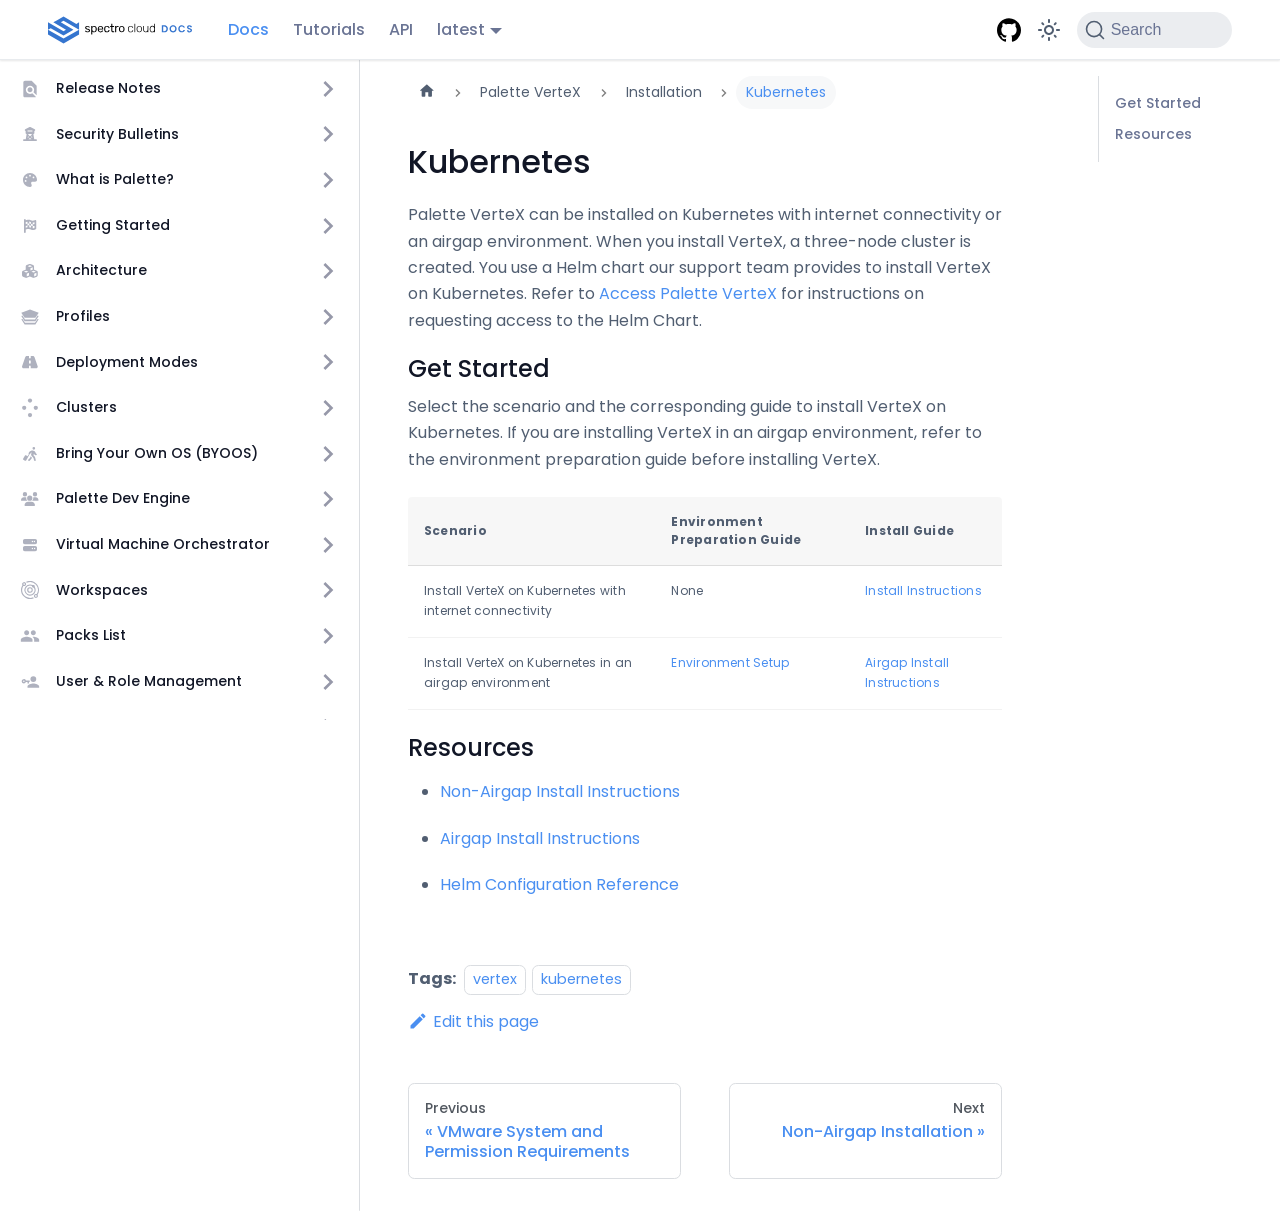 spectro cloud DOCS
Docs
Tutorials
API
latest
Search
Release Notes
Security Bulletins
What is Palette?
Getting Started
Architecture
Profiles
Deployment Modes
Clusters
Bring Your Own OS (BYOOS)
Palette Dev Engine
Virtual Machine Orchestrator
Workspaces
Packs List
User & Role Management
Palette VerteX
Installation
Kubernetes
Kubernetes
Palette VerteX can be installed on Kubernetes with internet connectivity or
an airgap environment. When you install VerteX, a three-node cluster is
created. You use a Helm chart our support team provides to install VerteX
on Kubernetes. Refer to Access Palette VerteX for instructions on
requesting access to the Helm Chart.
Get Started
Select the scenario and the corresponding guide to install VerteX on
Kubernetes. If you are installing VerteX in an airgap environment, refer to
the environment preparation guide before installing VerteX.
Scenario
Environment
Preparation Guide
Install Guide
Install VerteX on Kubernetes with
internet connectivity
None
Install Instructions
Install VerteX on Kubernetes in an
airgap environment
Environment Setup
Airgap Install
Instructions
Resources
Non-Airgap Install Instructions
Airgap Install Instructions
Helm Configuration Reference
Tags: vertex kubernetes
Edit this page
Previous
« VMware System and
Permission Requirements
Next
Non-Airgap Installation »
Get Started
Resources